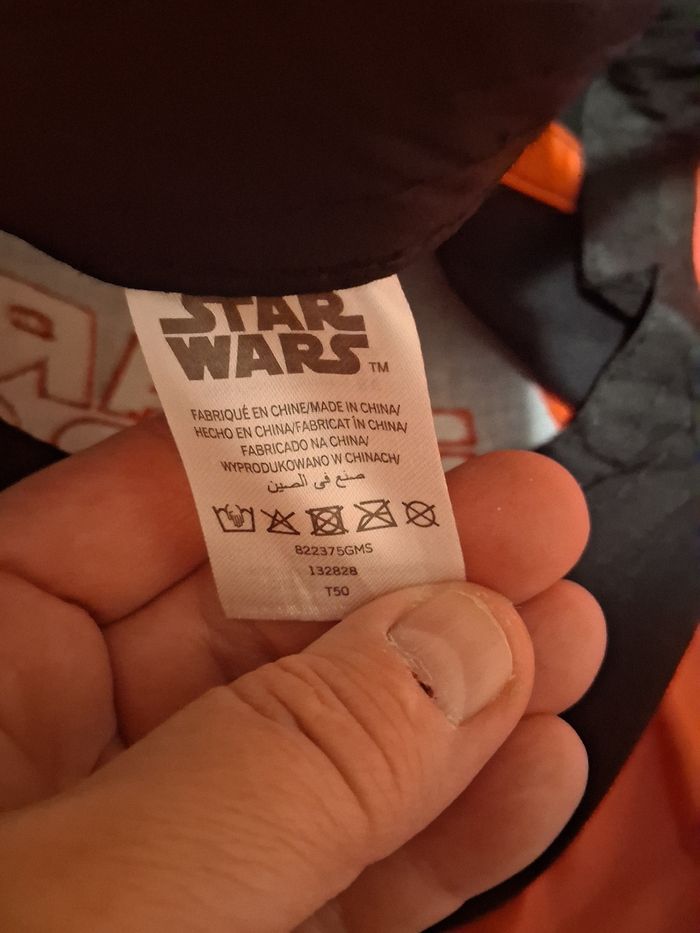 STAR
WARS™
FABRIQUÉ EN CHINE/MADE IN CHINA/
HECHO EN CHINA/FABRICAT ÎN CHINA/
FABRICADO NA CHINA/
WYPRODUKOWANO W CHINACH/
صنع في الصين
822375GMS
132828
T50